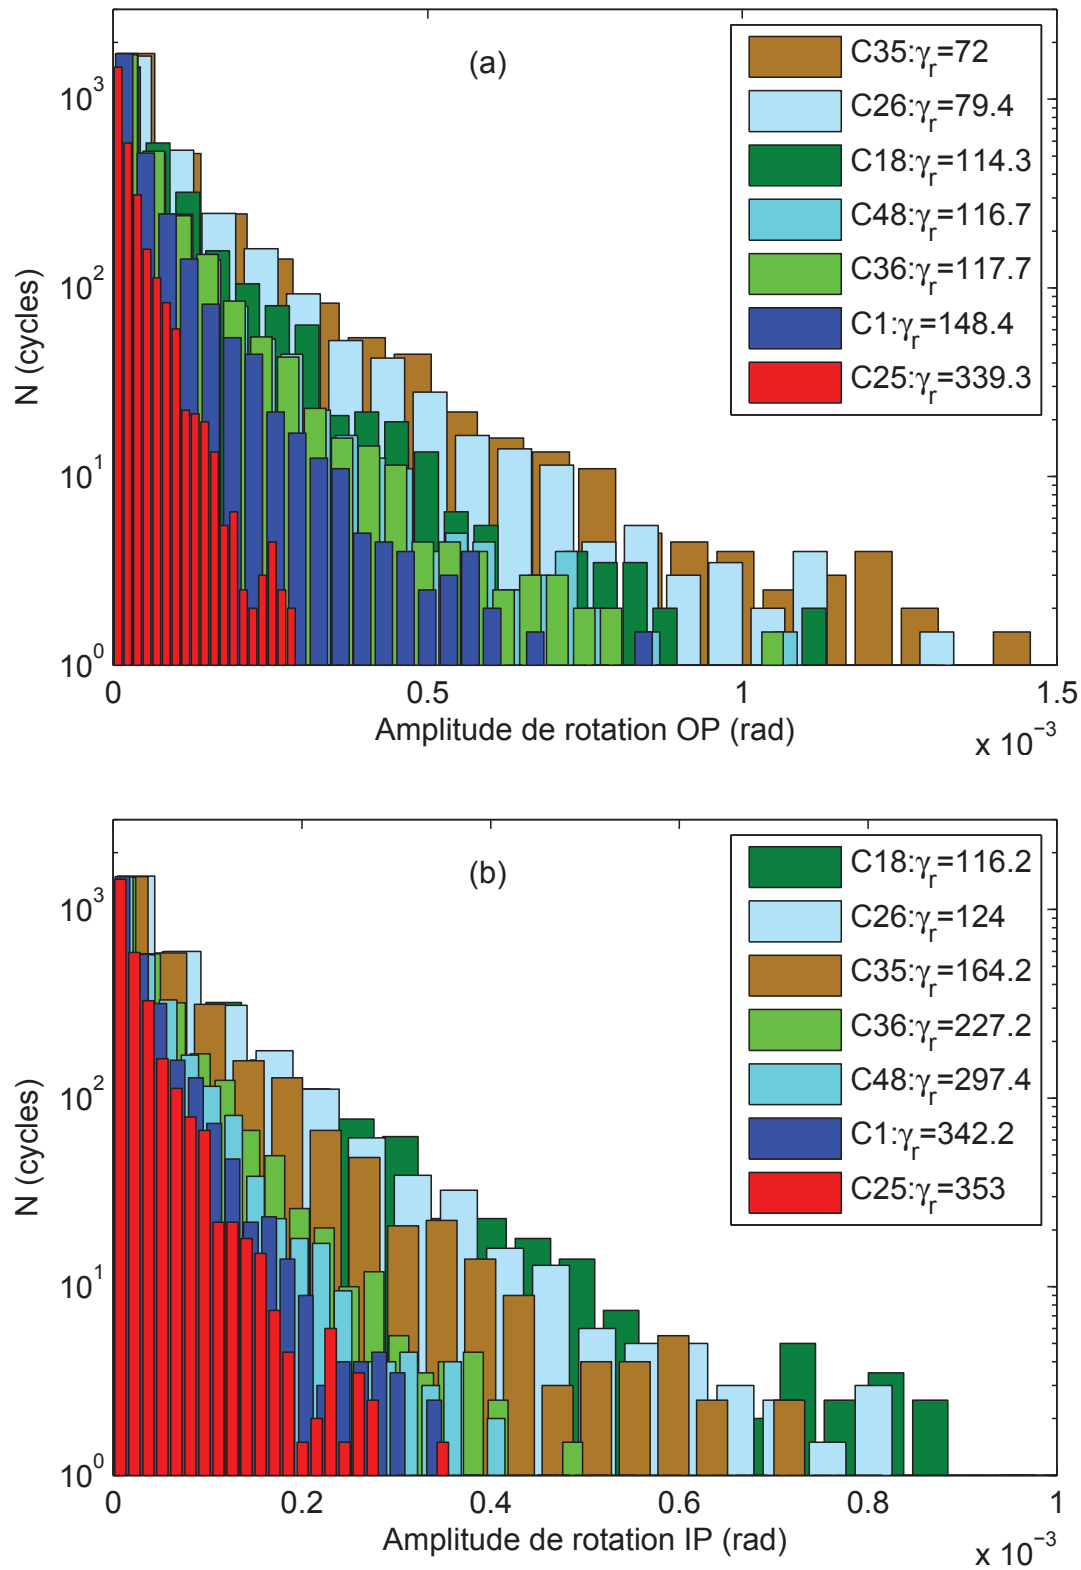 (a)
C35:γr=72
C26:γr=79.4
C18:γr=114.3
C48:γr=116.7
C36:γr=117.7
C1:γr=148.4
C25:γr=339.3
N (cycles)
10^3
10^2
10^1
10^0
0 0.5 1 1.5
Amplitude de rotation OP (rad)
x 10^−3
(b)
C18:γr=116.2
C26:γr=124
C35:γr=164.2
C36:γr=227.2
C48:γr=297.4
C1:γr=342.2
C25:γr=353
N (cycles)
10^3
10^2
10^1
10^0
0 0.2 0.4 0.6 0.8 1
Amplitude de rotation IP (rad)
x 10^−3